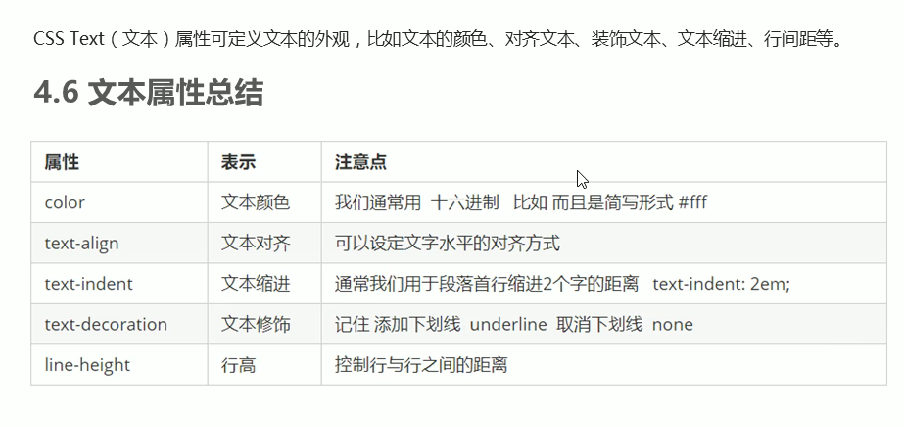 CSS Text（文本）属性可定义文本的外观，比如文本的颜色、对齐文本、装饰文本、文本缩进、行间距等。
4.6 文本属性总结
属性 表示 注意点
color 文本颜色 我们通常用 十六进制 比如 而且是简写形式 #fff
text-align 文本对齐 可以设定文字水平的对齐方式
text-indent 文本缩进 通常我们用于段落首行缩进2个字的距离 text-indent: 2em;
text-decoration 文本修饰 记住 添加下划线 underline 取消下划线 none
line-height 行高 控制行与行之间的距离